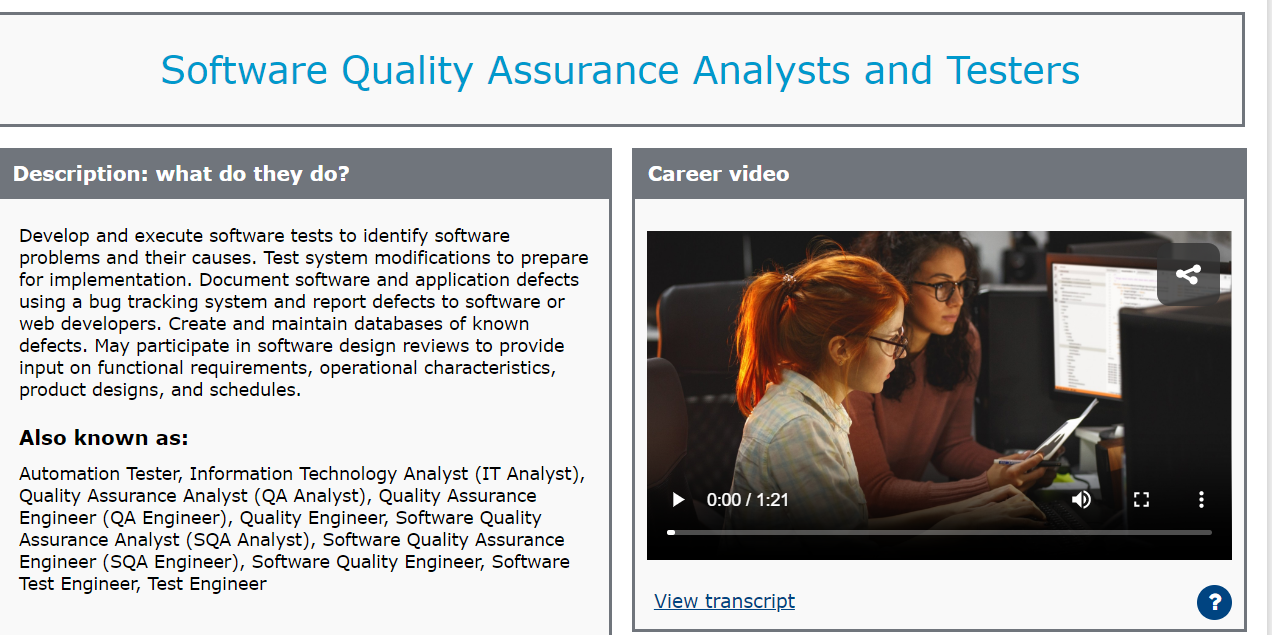 Software Quality Assurance Analysts and Testers
Description: what do they do?
Develop and execute software tests to identify software
problems and their causes. Test system modifications to prepare
for implementation. Document software and application defects
using a bug tracking system and report defects to software or
web developers. Create and maintain databases of known
defects. May participate in software design reviews to provide
input on functional requirements, operational characteristics,
product designs, and schedules.
Also known as:
Automation Tester, Information Technology Analyst (IT Analyst),
Quality Assurance Analyst (QA Analyst), Quality Assurance
Engineer (QA Engineer), Quality Engineer, Software Quality
Assurance Analyst (SQA Analyst), Software Quality Assurance
Engineer (SQA Engineer), Software Quality Engineer, Software
Test Engineer, Test Engineer
Career video
0:00 / 1:21
View transcript
?